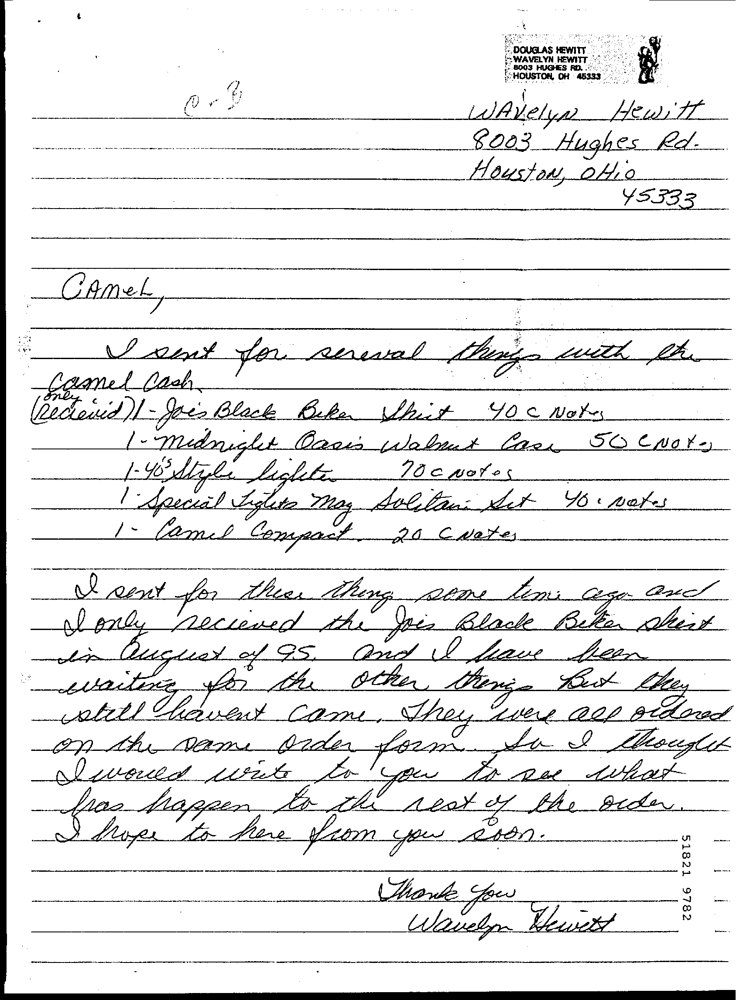 DOUGLAS HEWITT
WAVELYN HEWITT
8003 HUGHES RD.
HOUSTON, OH 45333
WAvelyN Hewitt
8003 Hughes Rd.
Houston, OHio
45333
CAMeL,
I sent for sereval things with the
Camel Cash.
only
(Recievid) 1- Joe's Black Biker Shirt 40 C Notes
1- Midnight Oasis Walnut Case 50 C Notes
1- 40's Style lighter 70 C Notes
1- Special Lights Mag Solitaire Set 40 C Notes
1- Camel Compact 20 C Notes
I sent for these thing some time ago and
I only recieved the Joes Black Biker shirt
in August of 95. and I have been
waiting for the other things But they
still havent came. They were all ordered
on the same order form. So I thought
I would write to you to see what
has happen to the rest of the order.
I hope to here from you soon.
Thank you
Wavelyn Hewitt
51821 9782